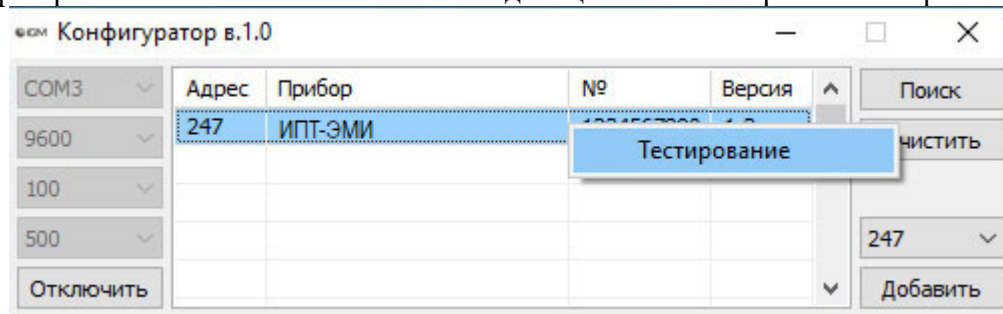 Конфигуратор в.1.0
COM3
Адрес Прибор № Версия
Поиск
9600
247 ИПТ-ЭМИ
Тестирование
чистить
100
500
247
Отключить
Добавить